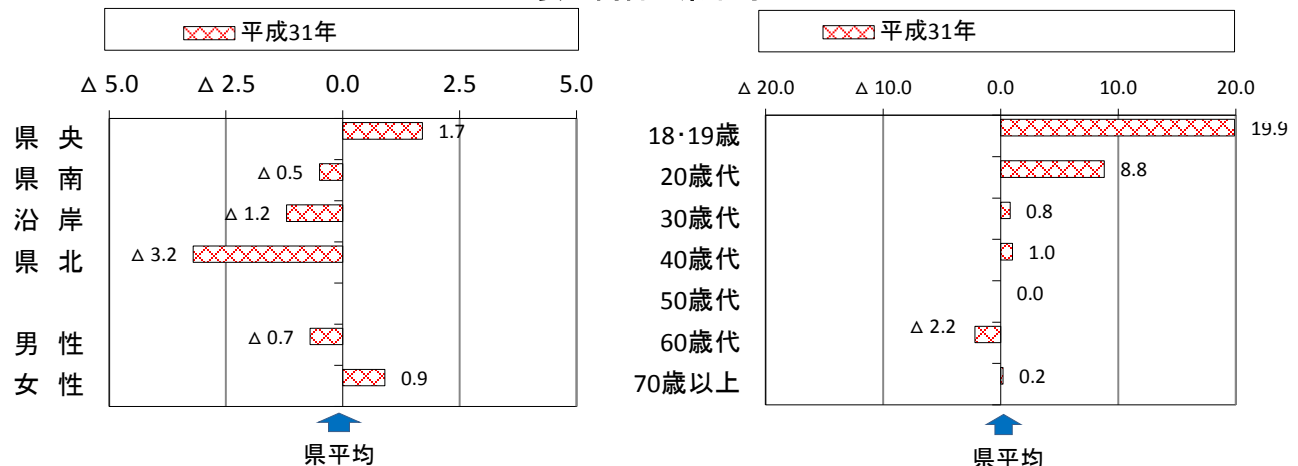 平成31年
△ 5.0 △ 2.5 0.0 2.5 5.0
県 央 1.7
県 南 △ 0.5
沿 岸 △ 1.2
県 北 △ 3.2
男 性 △ 0.7
女 性 0.9
県平均
平成31年
△ 20.0 △ 10.0 0.0 10.0 20.0
18･19歳 19.9
20歳代 8.8
30歳代 0.8
40歳代 1.0
50歳代 0.0
60歳代 △ 2.2
70歳以上 0.2
県平均